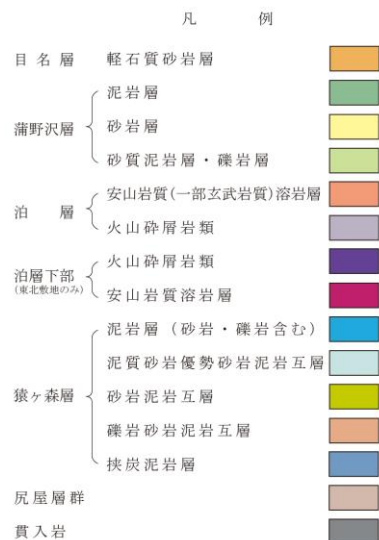 凡 例
目名層 軽石質砂岩層
泥岩層
蒲野沢層 砂岩層
砂質泥岩層・礫岩層
安山岩質(一部玄武岩質)溶岩層
泊層
火山砕屑岩類
泊層下部 火山砕屑岩類
(東北敷地のみ) 安山岩質溶岩層
泥岩層（砂岩・礫岩含む）
泥質砂岩優勢砂岩泥岩互層
猿ヶ森層 砂岩泥岩互層
礫岩砂岩泥岩互層
挟炭泥岩層
尻屋層群
貫入岩